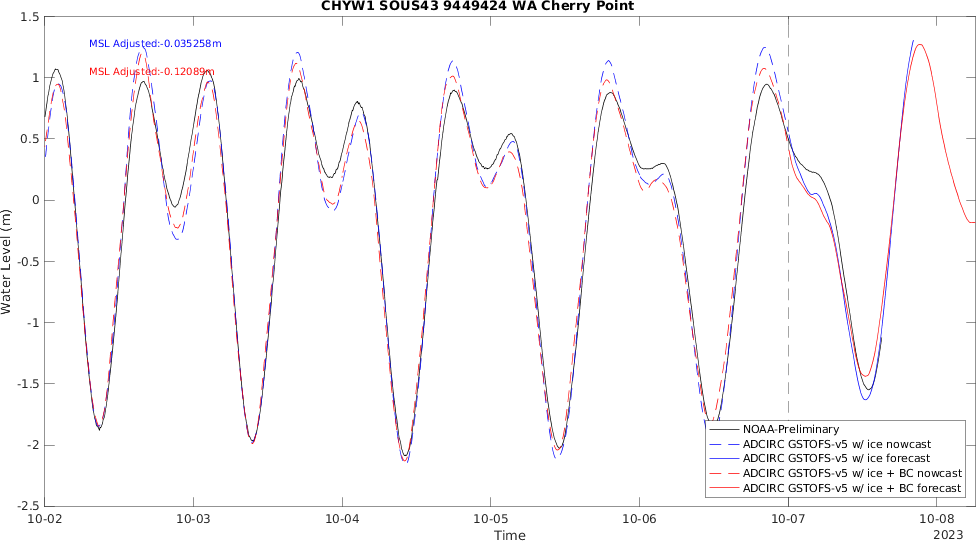 CHYW1 SOUS43 9449424 WA Cherry Point
MSL Adjusted:-0.035258m
MSL Adjusted:-0.12089m
Water Level (m)
1.5
1
0.5
0
-0.5
-1
-1.5
-2
-2.5
10-02
10-03
10-04
10-05
10-06
10-07
10-08
Time
2023
NOAA-Preliminary
ADCIRC GSTOFS-v5 w/ ice nowcast
ADCIRC GSTOFS-v5 w/ ice forecast
ADCIRC GSTOFS-v5 w/ ice + BC nowcast
ADCIRC GSTOFS-v5 w/ ice + BC forecast